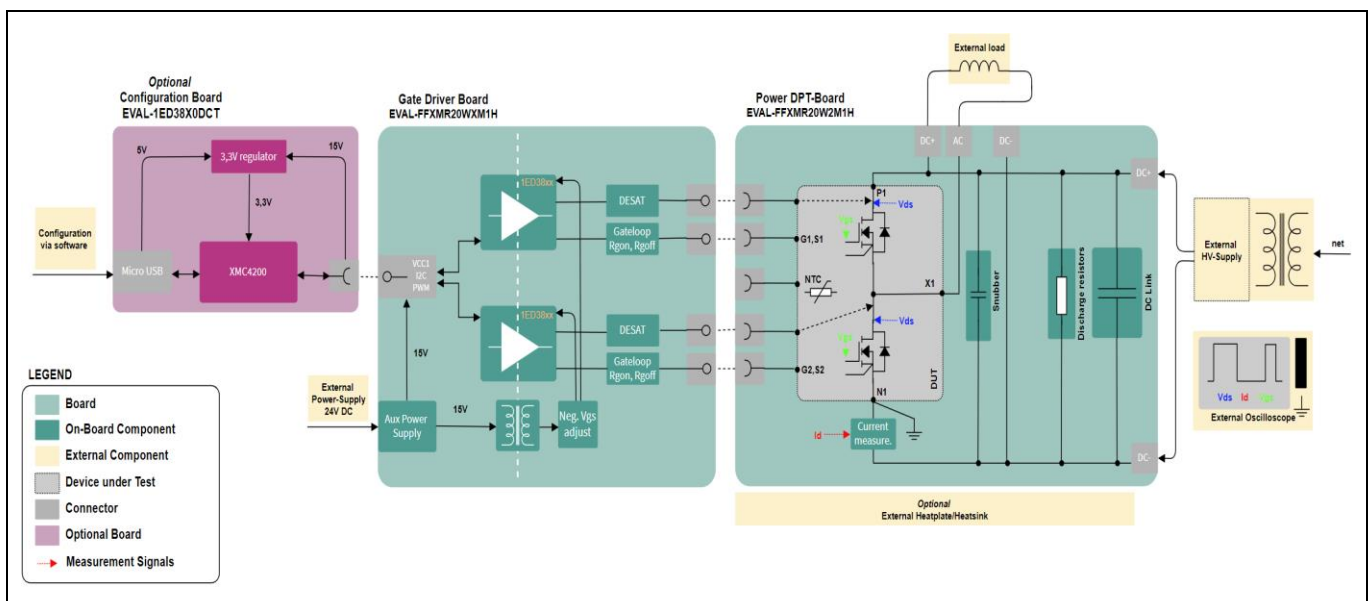 Optional
Configuration Board
EVAL-1ED38X0DCT
5V
3,3V regulator
15V
3,3V
Configuration
via software
Micro USB
XMC4200
Gate Driver Board
EVAL-FFXMR20WXM1H
1ED38xx
DESAT
Gateloop
Rgon, Rgoff
VCC1
I2C
PWM
1ED38xx
DESAT
Gateloop
Rgon, Rgoff
15V
External
Power-Supply
24V DC
Aux Power
Supply
15V
Neg. Vgs
adjust
Power DPT-Board
EVAL-FFXMR20W2M1H
External load
DC+
AC
DC-
P1
Vds
Vgs
G1,S1
NTC
X1
Vds
Vgs
G2,S2
N1
DUT
Id
Current
measure.
Snubber
Discharge resistors
DC Link
DC+
DC-
External
HV-Supply
net
Vds Id Vgs
External Oscilloscope
Optional
External Heatplate/Heatsink
LEGEND
Board
On-Board Component
External Component
Device under Test
Connector
Optional Board
Measurement Signals